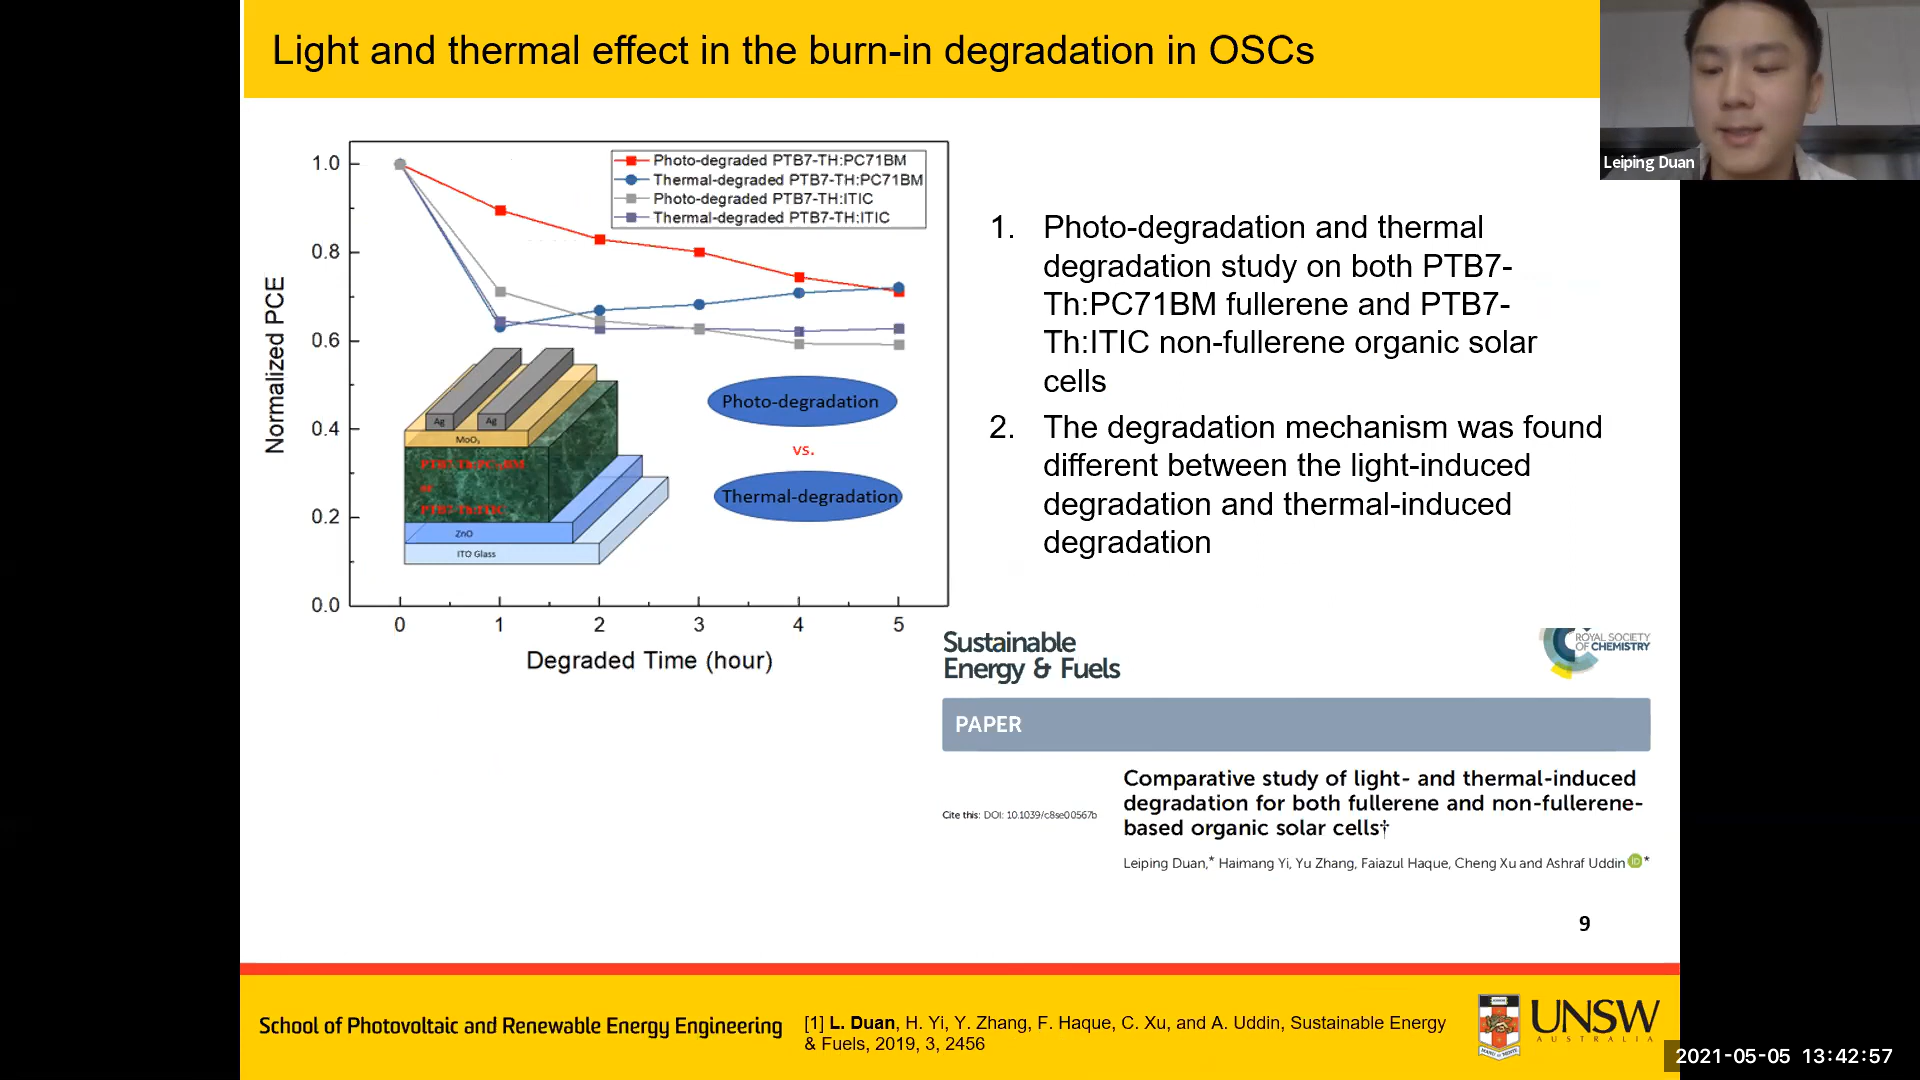 Light and thermal effect in the burn-in degradation in OSCs
Leiping Duan
Normalized PCE
1.0
0.8
0.6
0.4
0.2
0.0
0
1
2
3
4
5
Degraded Time (hour)
Photo-degraded PTB7-TH:PC71BM
Thermal-degraded PTB7-TH:PC71BM
Photo-degraded PTB7-TH:ITIC
Thermal-degraded PTB7-TH:ITIC
Ag
Ag
MoO₃
PTB7-Th:PC₇₁BM
or
PTB7-Th:ITIC
ZnO
ITO Glass
Photo-degradation
vs.
Thermal-degradation
1. Photo-degradation and thermal
degradation study on both PTB7-
Th:PC71BM fullerene and PTB7-
Th:ITIC non-fullerene organic solar
cells
2. The degradation mechanism was found
different between the light-induced
degradation and thermal-induced
degradation
Sustainable
Energy & Fuels
ROYAL SOCIETY
OF CHEMISTRY
PAPER
Comparative study of light- and thermal-induced
degradation for both fullerene and non-fullerene-
based organic solar cells†
Cite this: DOI: 10.1039/c8se00567b
Leiping Duan,* Haimang Yi, Yu Zhang, Faiazul Haque, Cheng Xu and Ashraf Uddin iD *
9
School of Photovoltaic and Renewable Energy Engineering
[1] L. Duan, H. Yi, Y. Zhang, F. Haque, C. Xu, and A. Uddin, Sustainable Energy
& Fuels, 2019, 3, 2456
UNSW
AUSTRALIA
2021-05-05 13:42:57